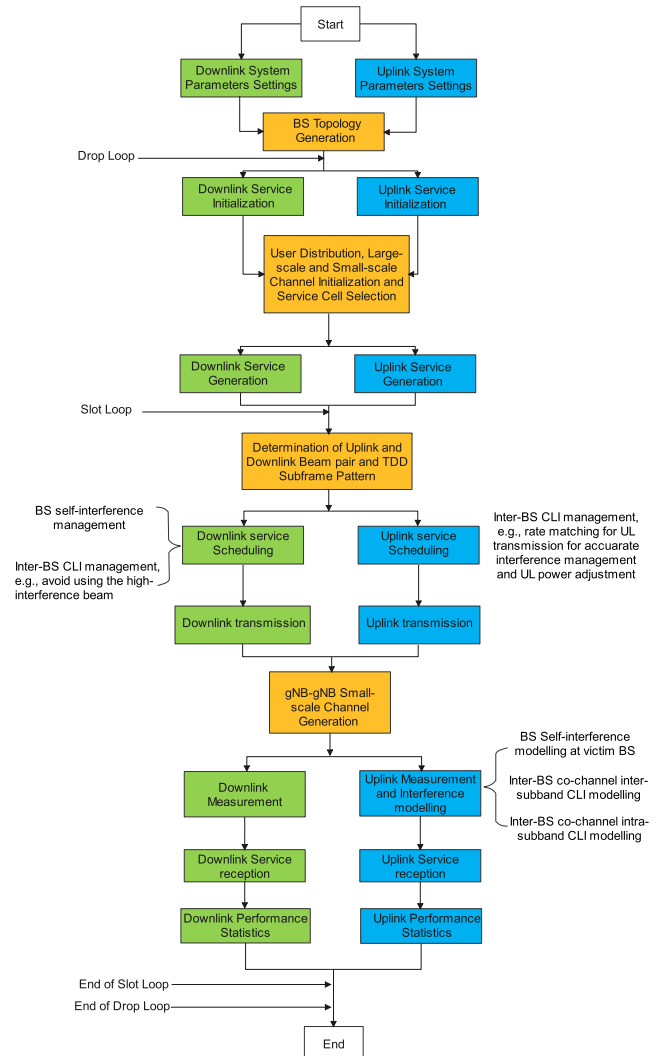 Start
Downlink System
Parameters Settings
Uplink System
Parameters Settings
BS Topology
Generation
Drop Loop
Downlink Service
Initialization
Uplink Service
Initialization
User Distribution, Large-
scale and Small-scale
Channel Initialization and
Service Cell Selection
Downlink Service
Generation
Uplink Service
Generation
Slot Loop
Determination of Uplink and
Downlink Beam pair and TDD
Subframe Pattern
BS self-interference
management
Inter-BS CLI management,
e.g., avoid using the high-
interference beam
Downlink service
Scheduling
Uplink service
Scheduling
Inter-BS CLI management,
e.g., rate matching for UL
transmission for accuarate
interference management
and UL power adjustment
Downlink transmission
Uplink transmission
gNB-gNB Small-
scale Channel
Generation
Downlink
Measurement
Uplink Measurement
and Interference
modelling
BS Self-interference
modelling at victim BS
Inter-BS co-channel inter-
subband CLI modelling
Inter-BS co-channel intra-
subband CLI modelling
Downlink Service
reception
Uplink Service
reception
Downlink Performance
Statistics
Uplink Performance
Statistics
End of Slot Loop
End of Drop Loop
End